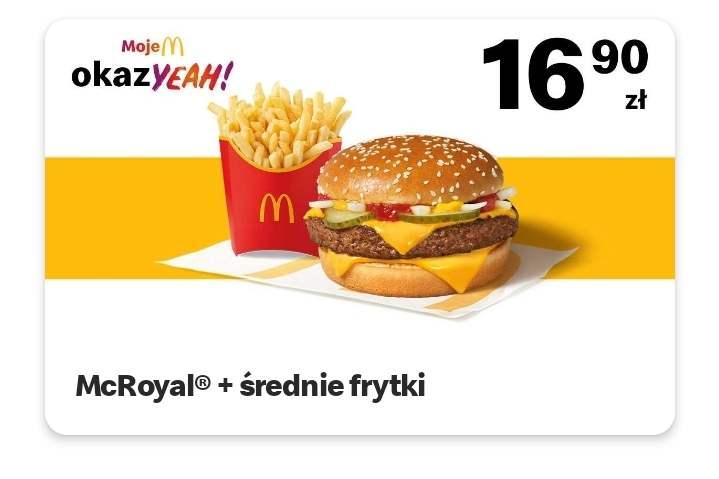 Moje M
okazYEAH!
16 90
zł
McRoyal® + średnie frytki